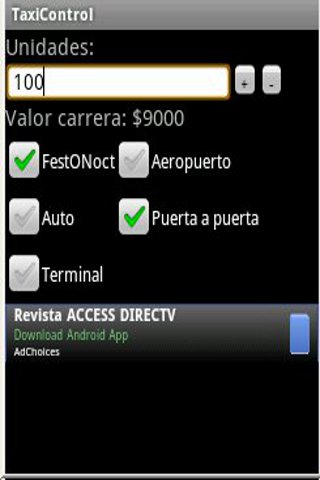 TaxiControl
Unidades:
100
+ -
Valor carrera: $9000
FestONoct Aeropuerto
Auto Puerta a puerta
Terminal
Revista ACCESS DIRECTV
Download Android App
AdChoices